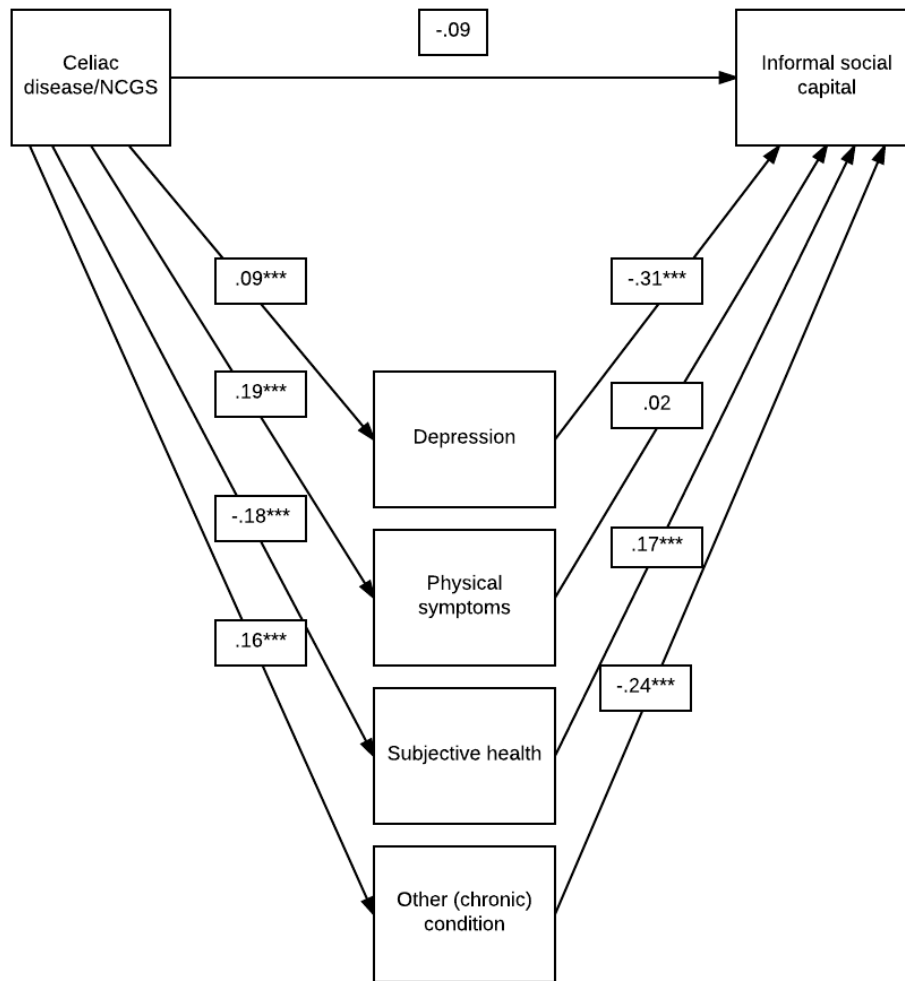 -.09
Celiac
disease/NCGS
Informal social
capital
.09***
-.31***
.19***
.02
Depression
-.18***
.17***
Physical
symptoms
.16***
-.24***
Subjective health
Other (chronic)
condition